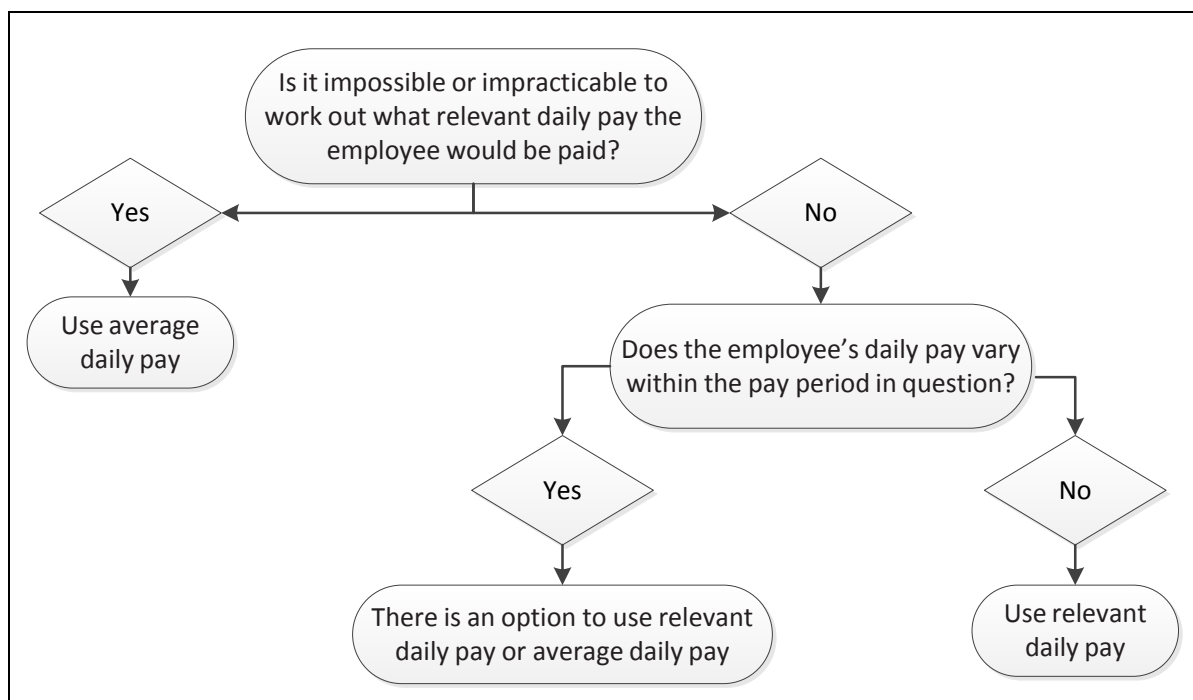 Is it impossible or impracticable to
work out what relevant daily pay the
employee would be paid?
Yes
No
Use average
daily pay
Does the employee’s daily pay vary
within the pay period in question?
Yes
No
There is an option to use relevant
daily pay or average daily pay
Use relevant
daily pay